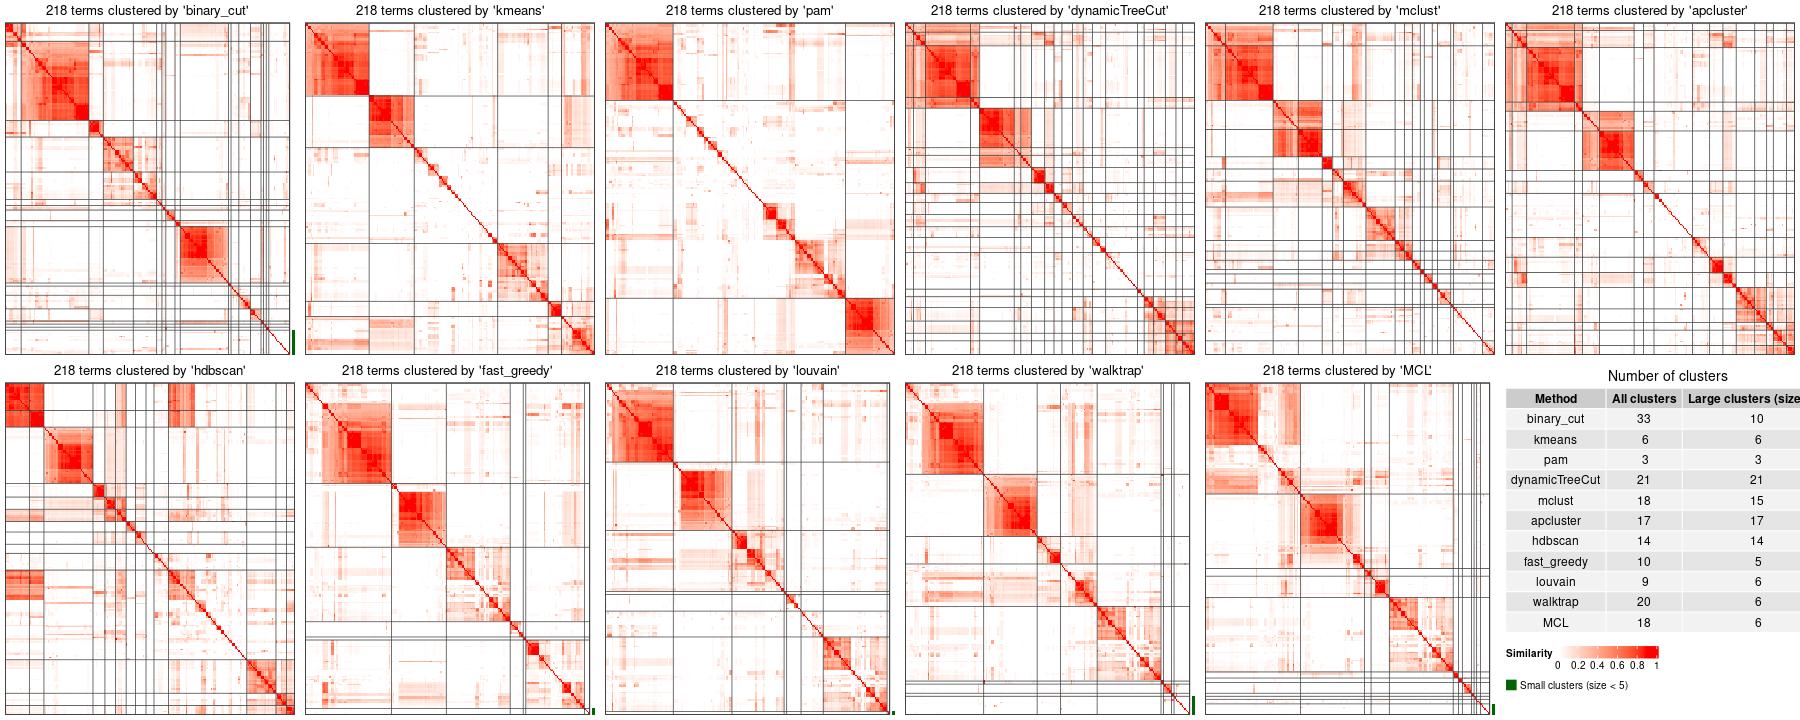 218 terms clustered by 'binary_cut'
218 terms clustered by 'kmeans'
218 terms clustered by 'pam'
218 terms clustered by 'dynamicTreeCut'
218 terms clustered by 'mclust'
218 terms clustered by 'apcluster'
218 terms clustered by 'hdbscan'
218 terms clustered by 'fast_greedy'
218 terms clustered by 'louvain'
218 terms clustered by 'walktrap'
218 terms clustered by 'MCL'
Number of clusters
Method All clusters Large clusters (size
binary_cut 33 10
kmeans 6 6
pam 3 3
dynamicTreeCut 21 21
mclust 18 15
apcluster 17 17
hdbscan 14 14
fast_greedy 10 5
louvain 9 6
walktrap 20 6
MCL 18 6
Similarity
0 0.2 0.4 0.6 0.8 1
Small clusters (size < 5)